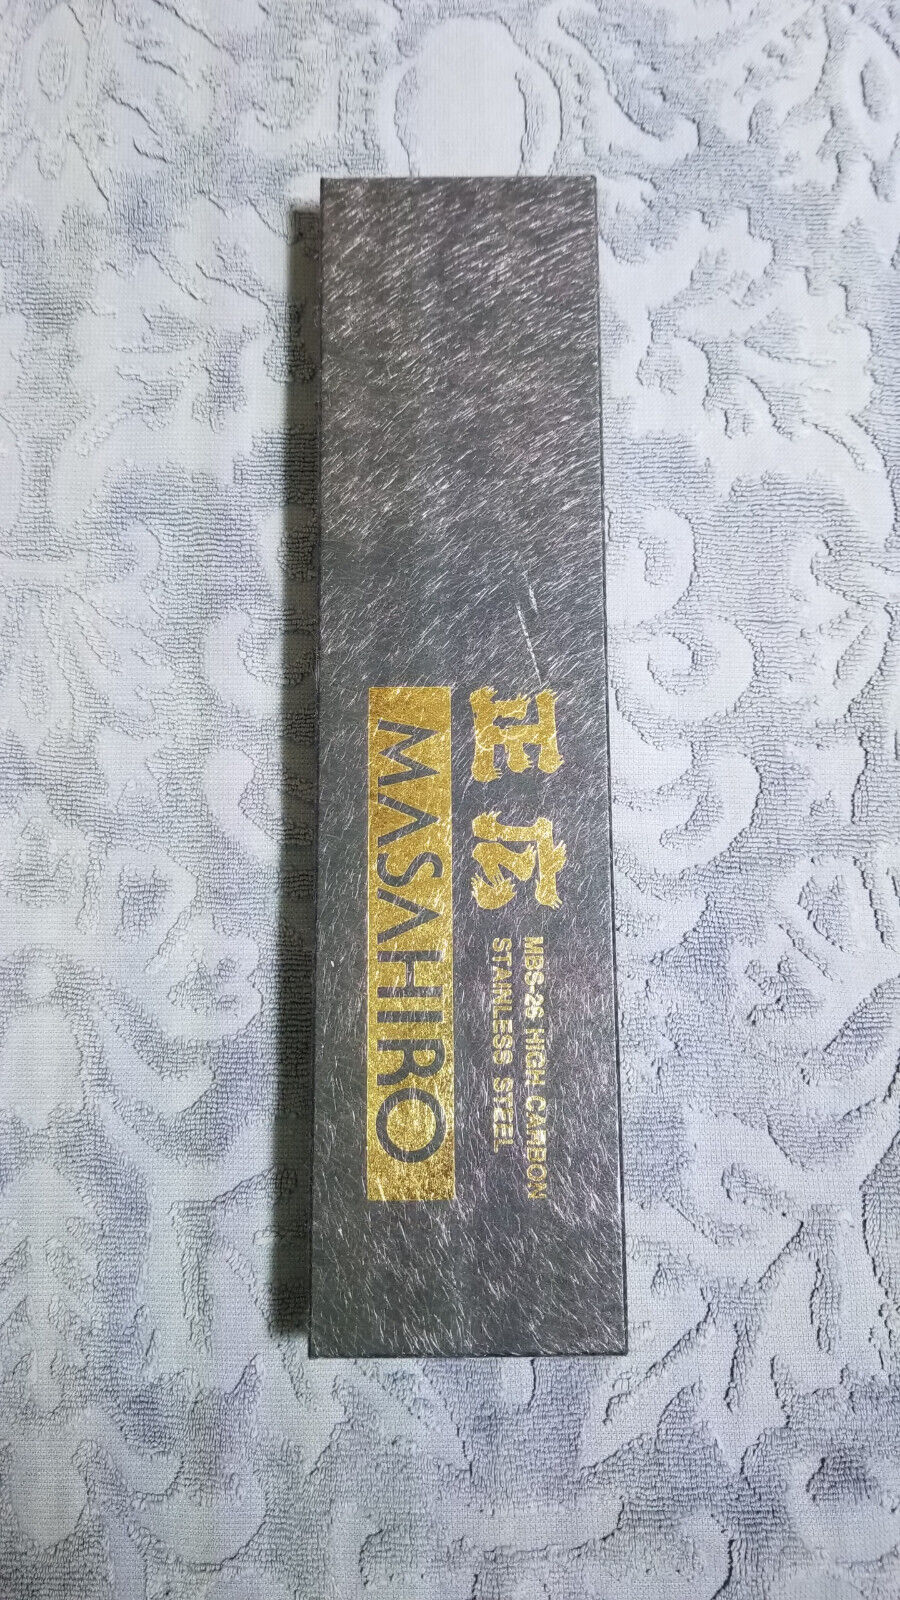 正広
MBS-26 HIGH CARBON
STAINLESS STEEL
MASAHIRO